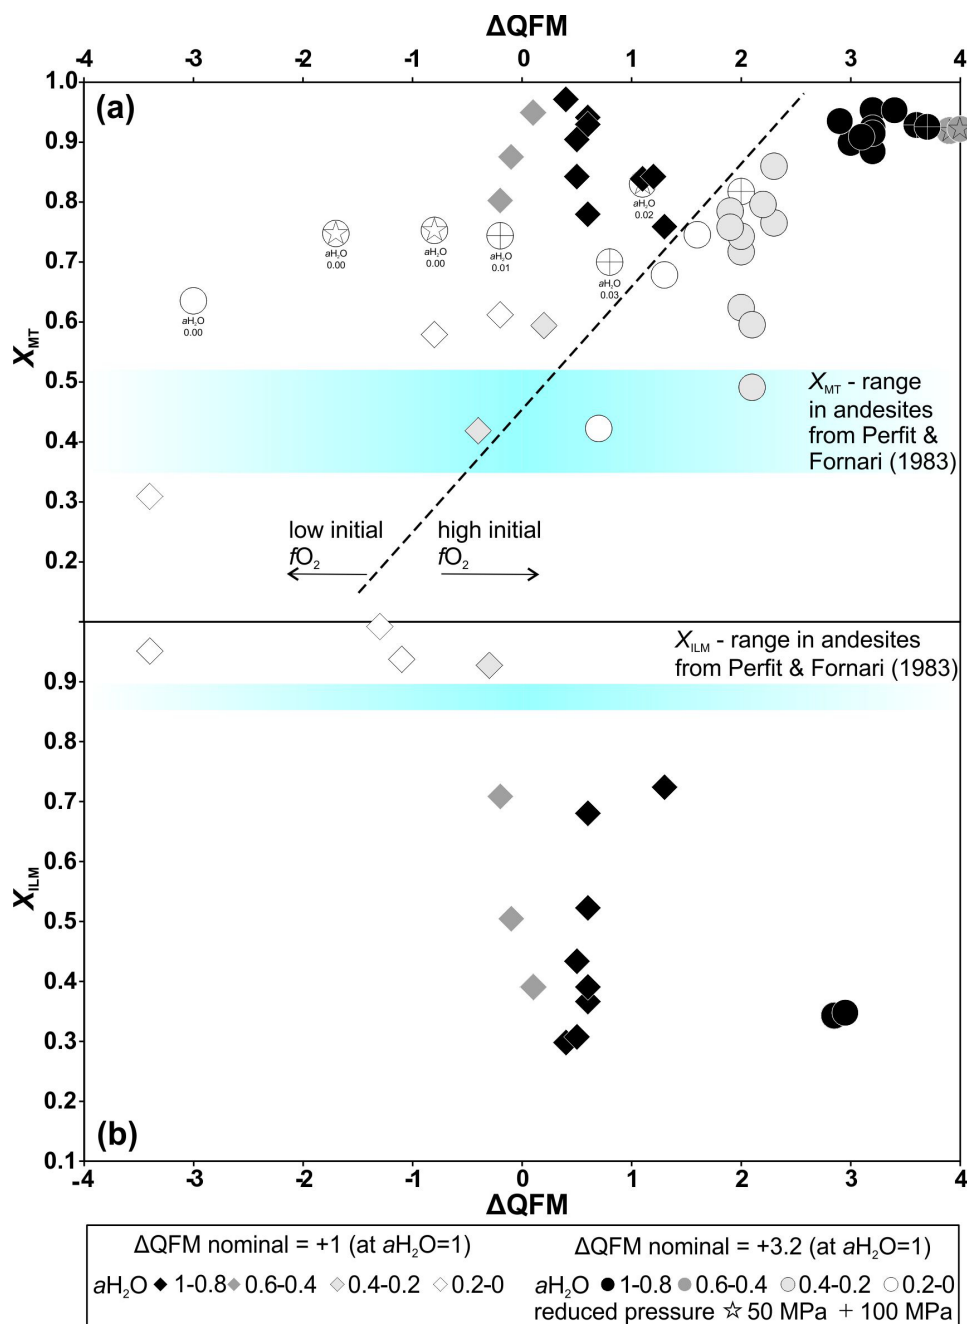 ΔQFM
-4 -3 -2 -1 0 1 2 3 4
1.0
(a)
0.9
0.8
aH₂O
0.02
0.7
aH₂O
0.00
aH₂O
0.00
aH₂O
0.01
aH₂O
0.03
aH₂O
0.00
X_MT
0.6
0.5
X_MT - range
in andesites
from Perfit &
Fornari (1983)
0.4
0.3
low initial
fO₂
high initial
fO₂
0.2
X_ILM - range in andesites
from Perfit & Fornari (1983)
0.9
0.8
0.7
0.6
X_ILM
0.5
0.4
0.3
0.2
(b)
0.1
-4 -3 -2 -1 0 1 2 3 4
ΔQFM
ΔQFM nominal = +1 (at aH₂O=1)
aH₂O 1-0.8 0.6-0.4 0.4-0.2 0.2-0
ΔQFM nominal = +3.2 (at aH₂O=1)
aH₂O 1-0.8 0.6-0.4 0.4-0.2 0.2-0
reduced pressure ☆ 50 MPa + 100 MPa